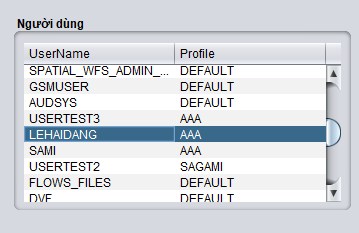 Người dùng
UserName Profile
SPATIAL_WFS_ADMIN_... DEFAULT
GSMUSER DEFAULT
AUDSYS DEFAULT
USERTEST3 AAA
LEHAIDANG AAA
SAMI AAA
USERTEST2 SAGAMI
FLOWS_FILES DEFAULT
DVF DEFAULT